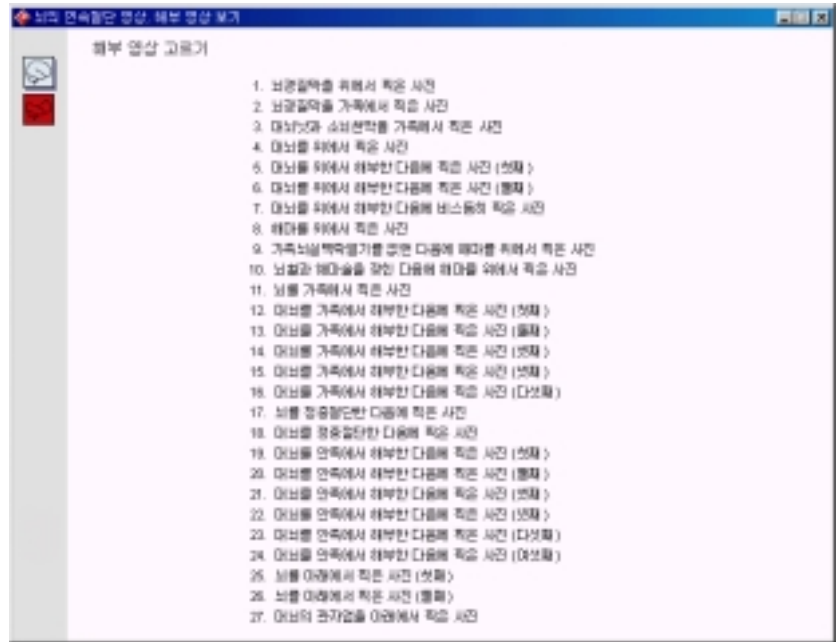 뇌의 연속절단 영상, 해부 영상 보기
해부 영상 고르기
1. 뇌경질막을 위에서 찍은 사진
2. 뇌경질막을 가쪽에서 찍은 사진
3. 대뇌낫과 소뇌천막를 가쪽에서 찍은 사진
4. 대뇌를 위에서 찍은 사진
5. 대뇌를 위에서 해부한 다음에 찍은 사진 (첫째)
6. 대뇌를 위에서 해부한 다음에 찍은 사진 (둘째)
7. 대뇌를 위에서 해부한 다음에 비스듬히 찍은 사진
8. 해마를 위에서 찍은 사진
9. 가쪽뇌실맥락얼기를 없앤 다음에 해마를 위에서 찍은 사진
10. 뇌활과 해마술을 젖힌 다음에 해마를 위에서 찍은 사진
11. 뇌를 가쪽에서 찍은 사진
12. 대뇌를 가쪽에서 해부한 다음에 찍은 사진 (첫째)
13. 대뇌를 가쪽에서 해부한 다음에 찍은 사진 (둘째)
14. 대뇌를 가쪽에서 해부한 다음에 찍은 사진 (셋째)
15. 대뇌를 가쪽에서 해부한 다음에 찍은 사진 (넷째)
16. 대뇌를 가쪽에서 해부한 다음에 찍은 사진 (다섯째)
17. 뇌를 정중절단한 다음에 찍은 사진
18. 대뇌를 정중절단한 다음에 찍은 사진
19. 대뇌를 안쪽에서 해부한 다음에 찍은 사진 (첫째)
20. 대뇌를 안쪽에서 해부한 다음에 찍은 사진 (둘째)
21. 대뇌를 안쪽에서 해부한 다음에 찍은 사진 (셋째)
22. 대뇌를 안쪽에서 해부한 다음에 찍은 사진 (넷째)
23. 대뇌를 안쪽에서 해부한 다음에 찍은 사진 (다섯째)
24. 대뇌를 안쪽에서 해부한 다음에 찍은 사진 (여섯째)
25. 뇌를 아래에서 찍은 사진 (첫째)
26. 뇌를 아래에서 찍은 사진 (둘째)
27. 대뇌의 관자엽을 아래에서 찍은 사진